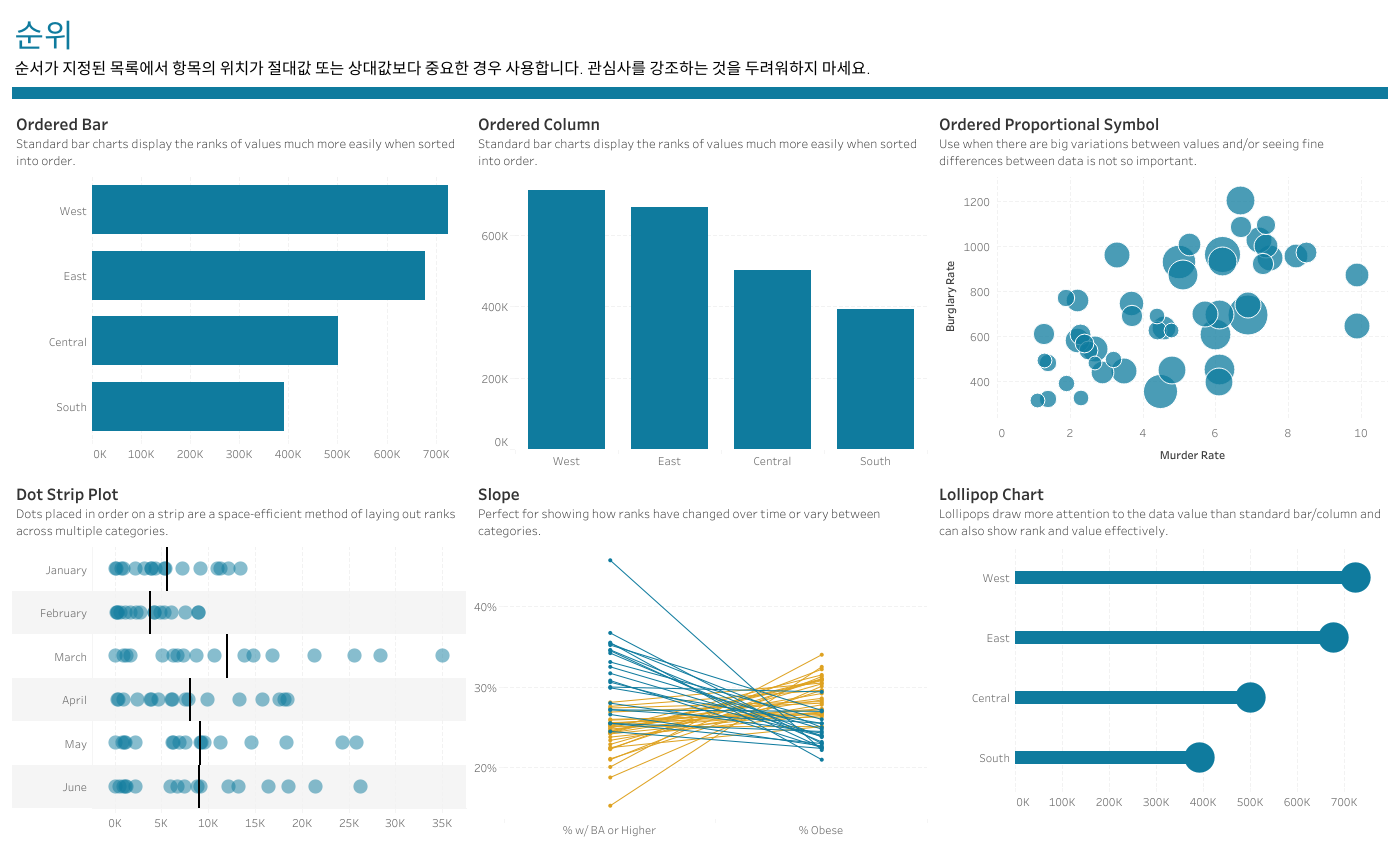 순위
순서가 지정된 목록에서 항목의 위치가 절대값 또는 상대값보다 중요한 경우 사용합니다. 관심사를 강조하는 것을 두려워하지 마세요.
Ordered Bar
Standard bar charts display the ranks of values much more easily when sorted
into order.
West
East
Central
South
0K 100K 200K 300K 400K 500K 600K 700K
Ordered Column
Standard bar charts display the ranks of values much more easily when sorted
into order.
600K
400K
200K
0K
West East Central South
Ordered Proportional Symbol
Use when there are big variations between values and/or seeing fine
differences between data is not so important.
Burglary Rate
1200
1000
800
600
400
0 2 4 6 8 10
Murder Rate
Dot Strip Plot
Dots placed in order on a strip are a space-efficient method of laying out ranks
across multiple categories.
January
February
March
April
May
June
0K 5K 10K 15K 20K 25K 30K 35K
Slope
Perfect for showing how ranks have changed over time or vary between
categories.
40%
30%
20%
% w/ BA or Higher % Obese
Lollipop Chart
Lollipops draw more attention to the data value than standard bar/column and
can also show rank and value effectively.
West
East
Central
South
0K 100K 200K 300K 400K 500K 600K 700K